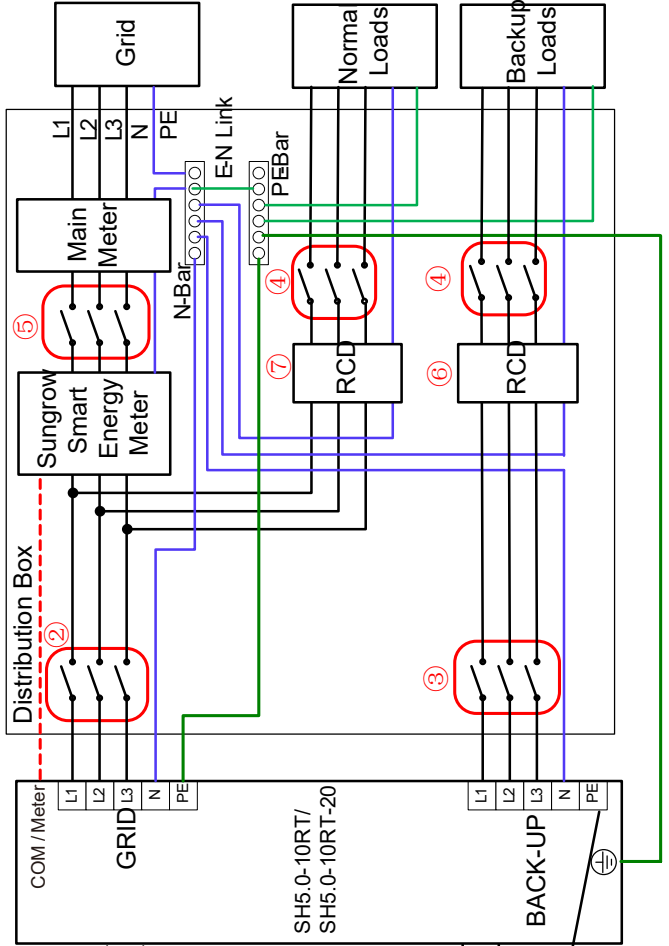 Grid
Normal
Loads
Backup
Loads
L1
L2
L3
N
PE
E-N Link
PE-Bar
Main
Meter
N-Bar
⑤
④
④
Sungrow
Smart
Energy
Meter
⑦
RCD
⑥
RCD
Distribution Box
②
③
COM / Meter
L1
L2
L3
N
PE
GRID
SH5.0-10RT/
SH5.0-10RT-20
L1
L2
L3
N
PE
BACK-UP